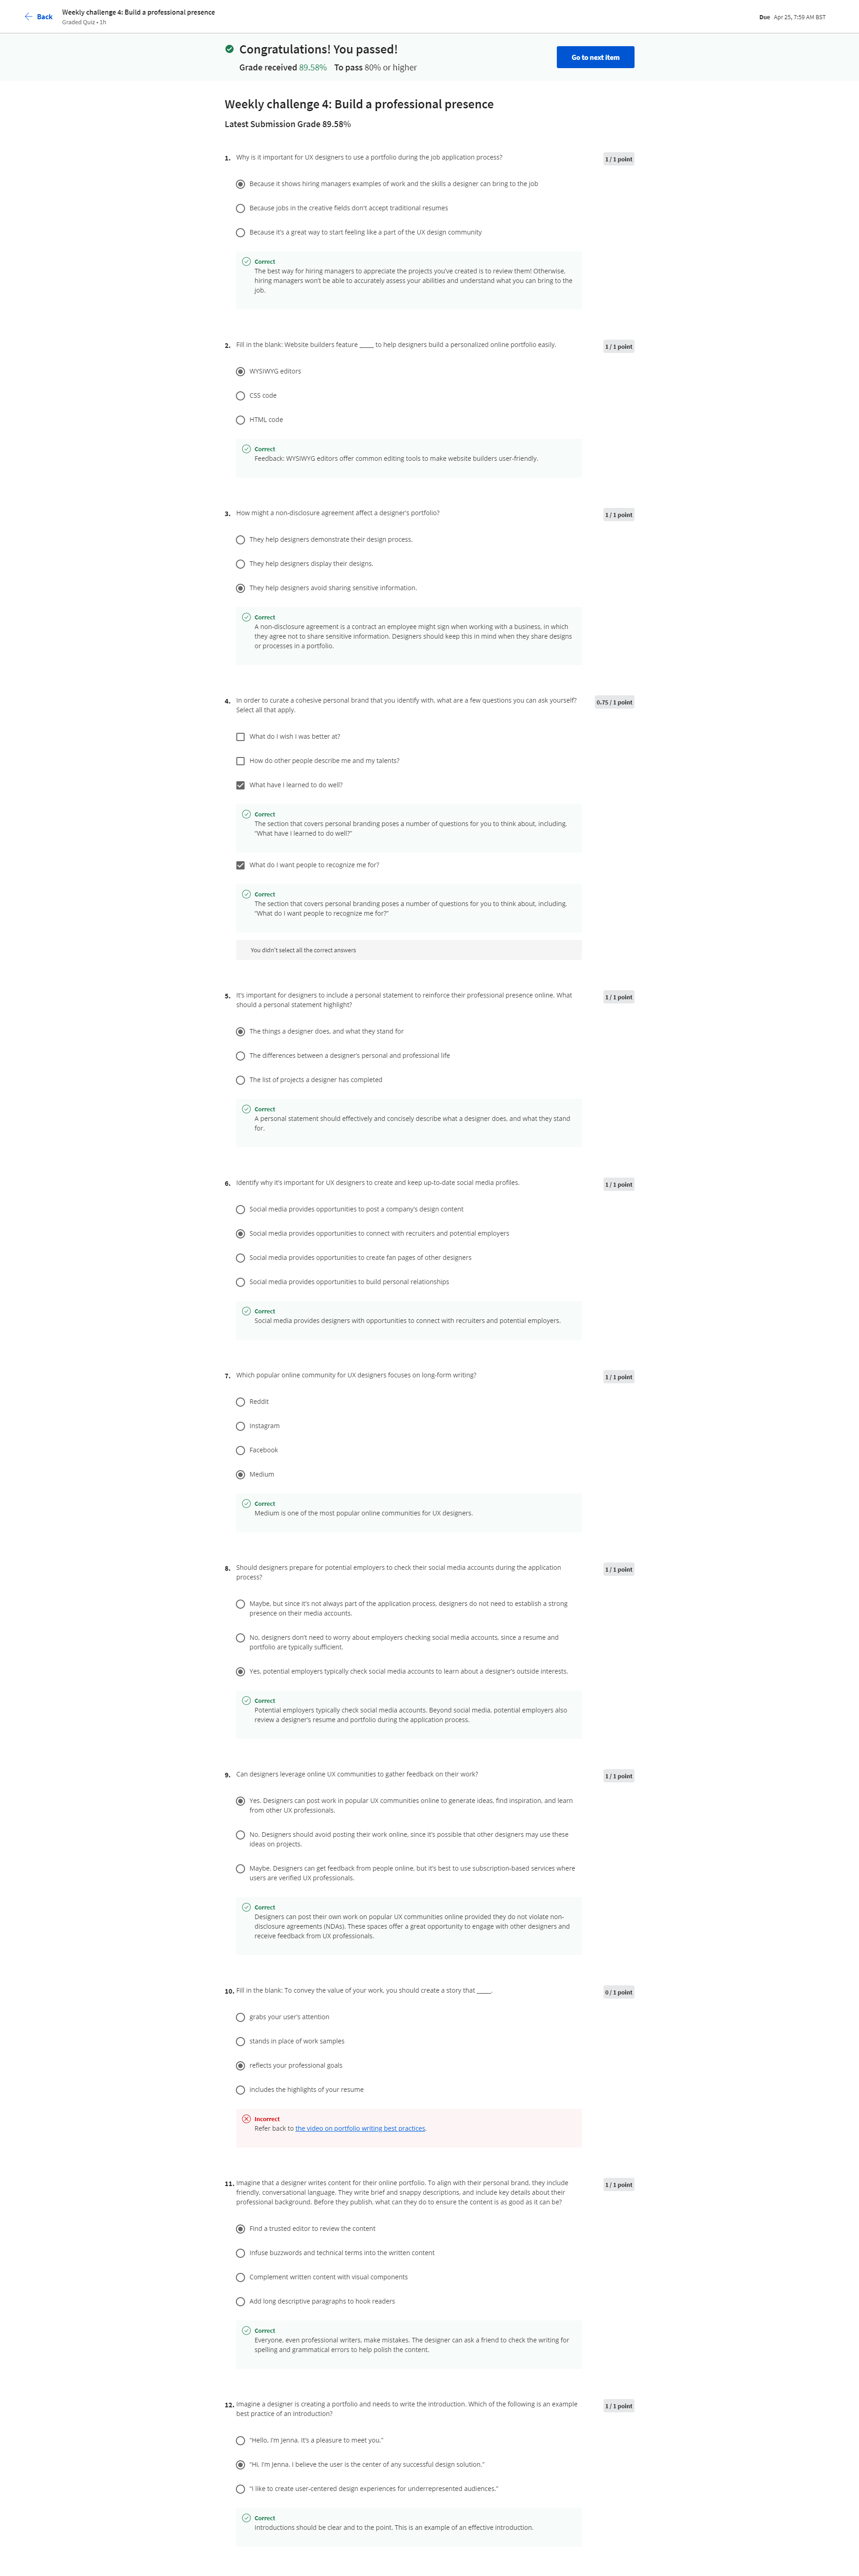 Back
Weekly challenge 4: Build a professional presence
Graded Quiz • 1h
Due Apr 25, 7:59 AM BST
Congratulations! You passed!
Grade received 89.58% To pass 80% or higher
Go to next item
Weekly challenge 4: Build a professional presence
Latest Submission Grade 89.58%
1. Why is it important for UX designers to use a portfolio during the job application process?
1 / 1 point
Because it shows hiring managers examples of work and the skills a designer can bring to the job
Because jobs in the creative fields don't accept traditional resumes
Because it's a great way to start feeling like a part of the UX design community
Correct
The best way for hiring managers to appreciate the projects you've created is to review them! Otherwise,
hiring managers won't be able to accurately assess your abilities and understand what you can bring to the
job.
2. Fill in the blank: Website builders feature _____ to help designers build a personalized online portfolio easily.
1 / 1 point
WYSIWYG editors
CSS code
HTML code
Correct
Feedback: WYSIWYG editors offer common editing tools to make website builders user-friendly.
3. How might a non-disclosure agreement affect a designer's portfolio?
1 / 1 point
They help designers demonstrate their design process.
They help designers display their designs.
They help designers avoid sharing sensitive information.
Correct
A non-disclosure agreement is a contract an employee might sign when working with a business, in which
they agree not to share sensitive information. Designers should keep this in mind when they share designs
or processes in a portfolio.
4. In order to curate a cohesive personal brand that you identify with, what are a few questions you can ask yourself?
Select all that apply.
0.75 / 1 point
What do I wish I was better at?
How do other people describe me and my talents?
What have I learned to do well?
Correct
The section that covers personal branding poses a number of questions for you to think about, including,
"What have I learned to do well?"
What do I want people to recognize me for?
Correct
The section that covers personal branding poses a number of questions for you to think about, including,
"What do I want people to recognize me for?"
You didn't select all the correct answers
5. It's important for designers to include a personal statement to reinforce their professional presence online. What
should a personal statement highlight?
1 / 1 point
The things a designer does, and what they stand for
The differences between a designer's personal and professional life
The list of projects a designer has completed
Correct
A personal statement should effectively and concisely describe what a designer does, and what they stand
for.
6. Identify why it's important for UX designers to create and keep up-to-date social media profiles.
1 / 1 point
Social media provides opportunities to post a company's design content
Social media provides opportunities to connect with recruiters and potential employers
Social media provides opportunities to create fan pages of other designers
Social media provides opportunities to build personal relationships
Correct
Social media provides designers with opportunities to connect with recruiters and potential employers.
7. Which popular online community for UX designers focuses on long-form writing?
1 / 1 point
Reddit
Instagram
Facebook
Medium
Correct
Medium is one of the most popular online communities for UX designers.
8. Should designers prepare for potential employers to check their social media accounts during the application
process?
1 / 1 point
Maybe, but since it's not always part of the application process, designers do not need to establish a strong
presence on their media accounts.
No, designers don't need to worry about employers checking social media accounts, since a resume and
portfolio are typically sufficient.
Yes, potential employers typically check social media accounts to learn about a designer's outside interests.
Correct
Potential employers typically check social media accounts. Beyond social media, potential employers also
review a designer's resume and portfolio during the application process.
9. Can designers leverage online UX communities to gather feedback on their work?
1 / 1 point
Yes. Designers can post work in popular UX communities online to generate ideas, find inspiration, and learn
from other UX professionals.
No. Designers should avoid posting their work online, since it's possible that other designers may use these
ideas on projects.
Maybe. Designers can get feedback from people online, but it's best to use subscription-based services where
users are verified UX professionals.
Correct
Designers can post their own work on popular UX communities online provided they do not violate non-
disclosure agreements (NDAs). These spaces offer a great opportunity to engage with other designers and
receive feedback from UX professionals.
10. Fill in the blank: To convey the value of your work, you should create a story that _____.
0 / 1 point
grabs your user's attention
stands in place of work samples
reflects your professional goals
includes the highlights of your resume
Incorrect
Refer back to the video on portfolio writing best practices.
11. Imagine that a designer writes content for their online portfolio. To align with their personal brand, they include
friendly, conversational language. They write brief and snappy descriptions, and include key details about their
professional background. Before they publish, what can they do to ensure the content is as good as it can be?
1 / 1 point
Find a trusted editor to review the content
Infuse buzzwords and technical terms into the written content
Complement written content with visual components
Add long descriptive paragraphs to hook readers
Correct
Everyone, even professional writers, make mistakes. The designer can ask a friend to check the writing for
spelling and grammatical errors to help polish the content.
12. Imagine a designer is creating a portfolio and needs to write the introduction. Which of the following is an example
best practice of an introduction?
1 / 1 point
"Hello, I'm Jenna. It's a pleasure to meet you."
"Hi, I'm Jenna. I believe the user is the center of any successful design solution."
"I like to create user-centered design experiences for underrepresented audiences."
Correct
Introductions should be clear and to the point. This is an example of an effective introduction.